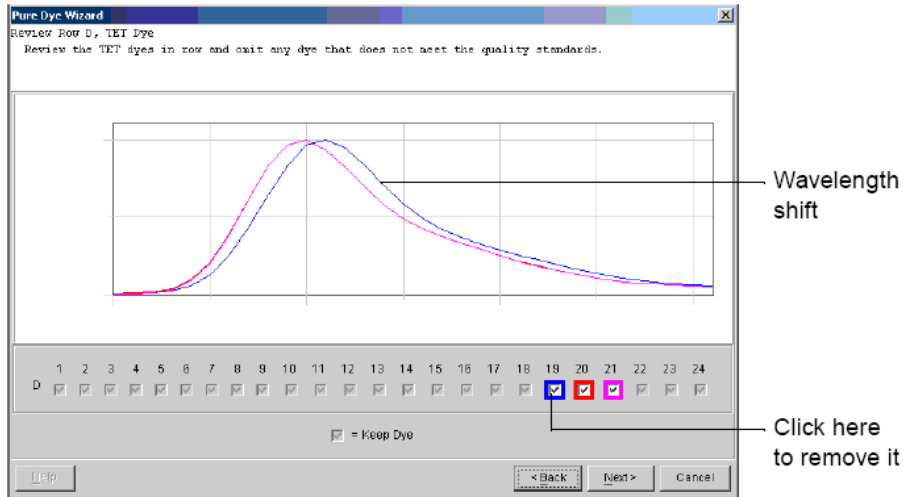 Pure Dye Wizard
Review Row D, TET Dye
Review the TET dyes in row and omit any dye that does not meet the quality standards.
Wavelength
shift
1 2 3 4 5 6 7 8 9 10 11 12 13 14 15 16 17 18 19 20 21 22 23 24
D
Click here
to remove it
= Keep Dye
Help
< Back
Next >
Cancel